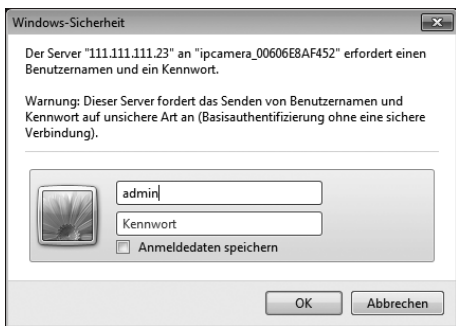 Windows-Sicherheit
Der Server "111.111.111.23" an "ipcamera_00606E8AF452" erfordert einen
Benutzernamen und ein Kennwort.
Warnung: Dieser Server fordert das Senden von Benutzernamen und
Kennwort auf unsichere Art an (Basisauthentifizierung ohne eine sichere
Verbindung).
admin
Kennwort
Anmeldedaten speichern
OK Abbrechen